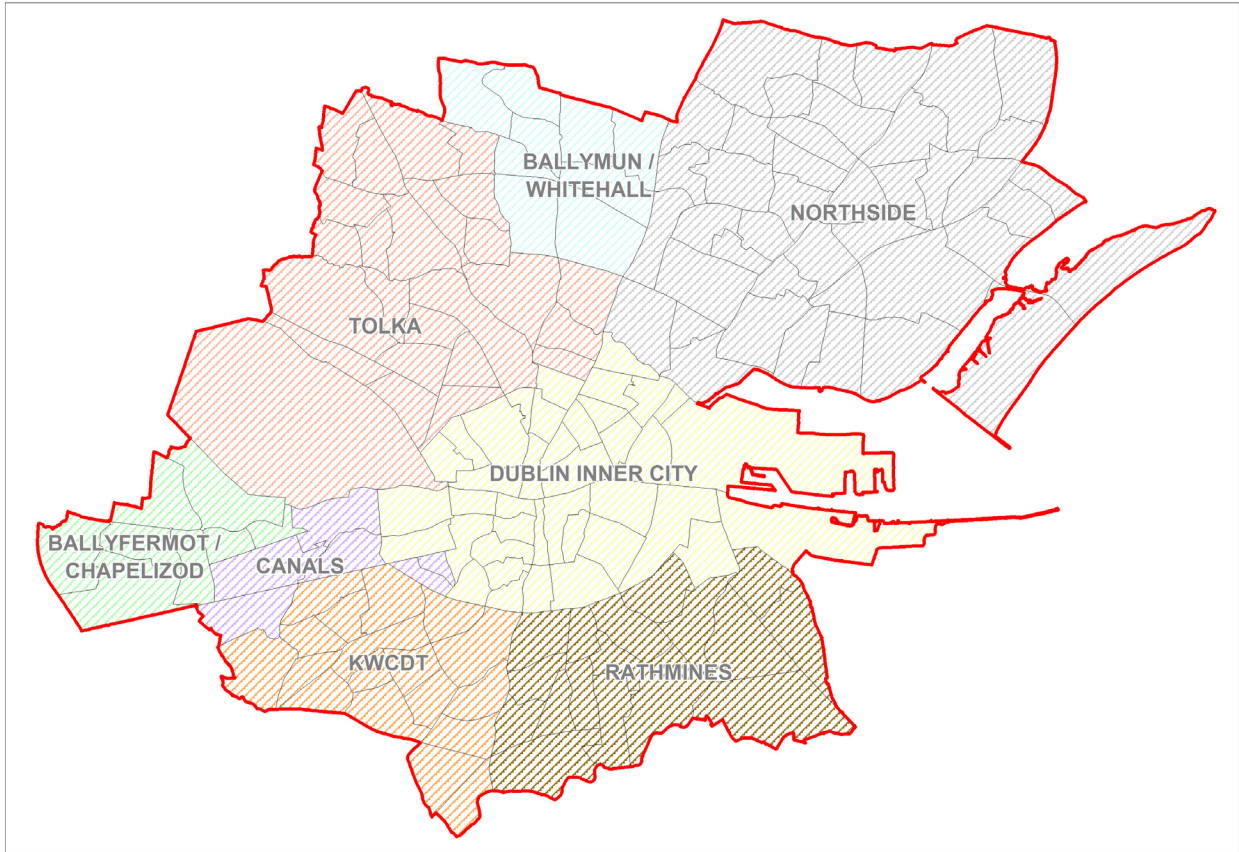 BALLYMUN /
WHITEHALL
NORTHSIDE
TOLKA
DUBLIN INNER CITY
BALLYFERMOT /
CHAPELIZOD
CANALS
KWCDT
RATHMINES